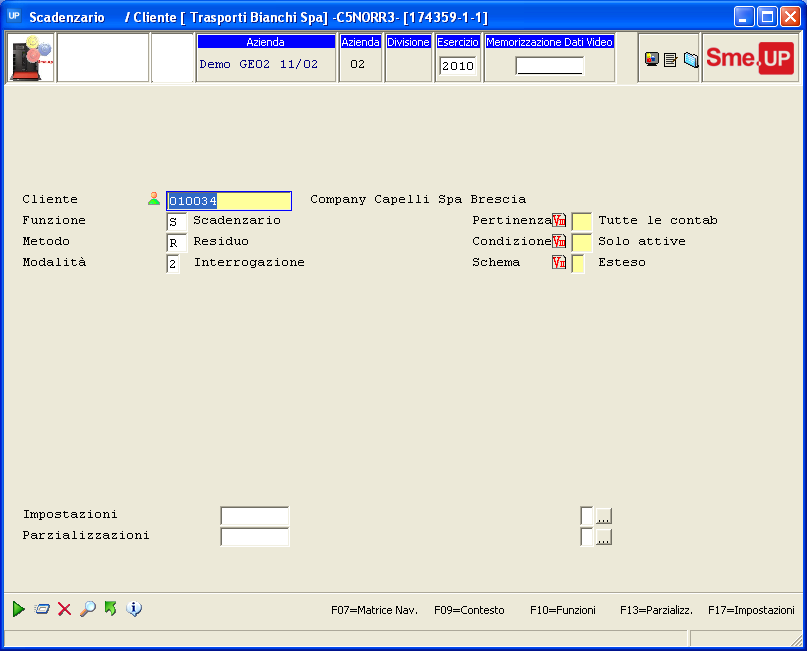 UP Scadenzario / Cliente [ Trasporti Bianchi Spa] -C5NORR3- [174359-1-1]
Azienda Azienda Divisione Esercizio Memorizzazione Dati Video
Demo GE02 11/02 02 2010
Sme.UP
Cliente 010034 Company Capelli Spa Brescia
Funzione S Scadenzario Pertinenza Tutte le contab
Metodo R Residuo Condizione Solo attive
Modalità 2 Interrogazione Schema Esteso
Impostazioni ...
Parzializzazioni ...
F07=Matrice Nav. F09=Contesto F10=Funzioni F13=Parzializz. F17=Impostazioni